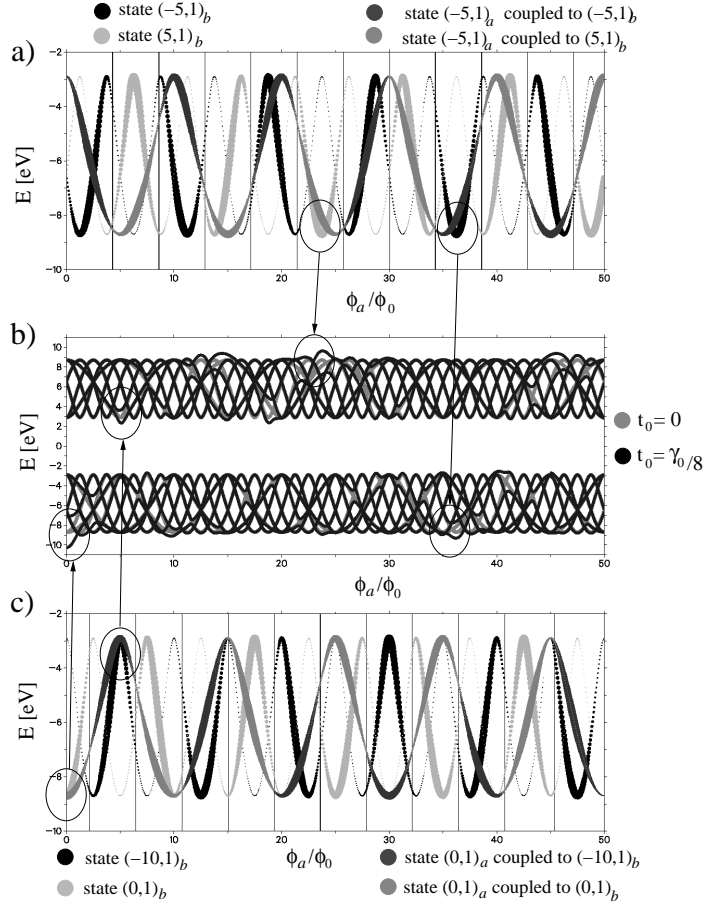 state (−5,1)b
state (−5,1)a coupled to (−5,1)b
state (5,1)b
state (−5,1)a coupled to (5,1)b
a)
E [eV]
−2
−4
−6
−8
−10
0 10 20 30 40 50
ϕa/ϕ0
b)
E [eV]
10
8
6
4
2
0
−2
−4
−6
−8
−10
0 10 20 30 40 50
ϕa/ϕ0
t0= 0
t0= γ0/8
c)
E [eV]
−2
−4
−6
−8
−10
0 10 20 30 40 50
ϕa/ϕ0
state (−10,1)b
state (0,1)a coupled to (−10,1)b
state (0,1)b
state (0,1)a coupled to (0,1)b